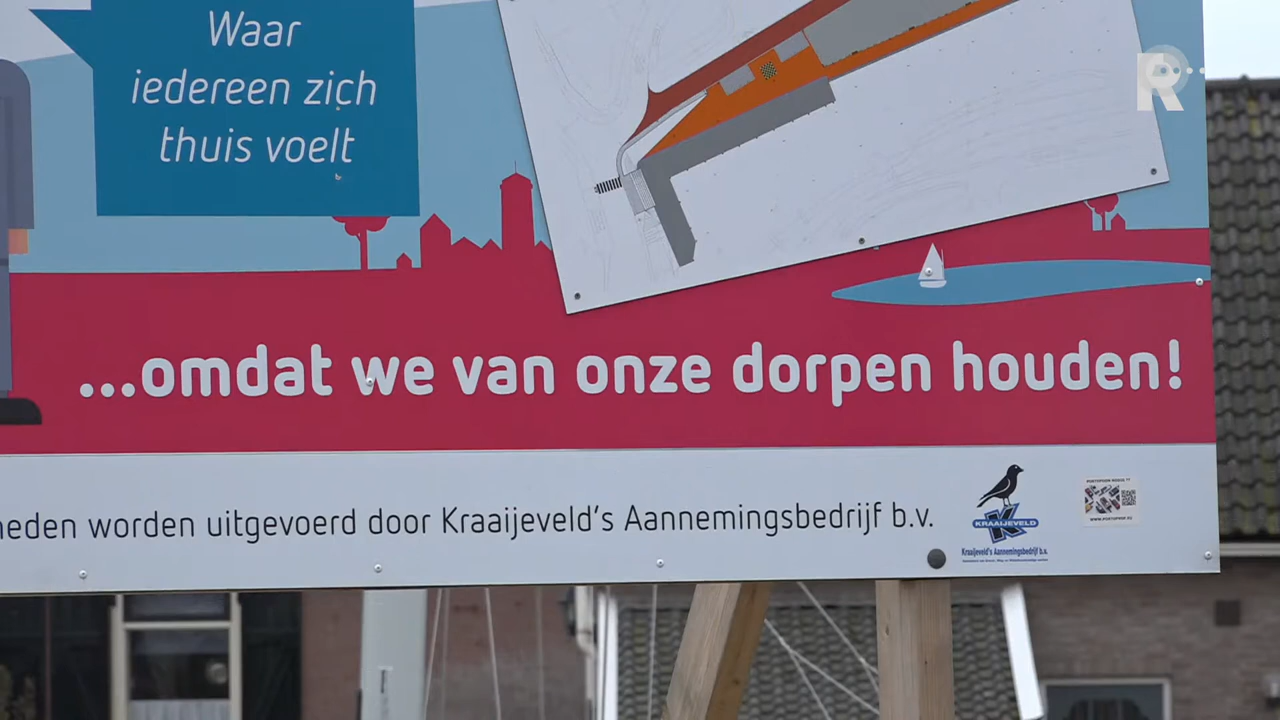 Waar
iedereen zich
thuis voelt
R
...omdat we van onze dorpen houden!
heden worden uitgevoerd door Kraaijeveld's Aannemingsbedrijf b.v.
KRAAIJEVELD
Kraaijeveld's Aannemingsbedrijf b.v.